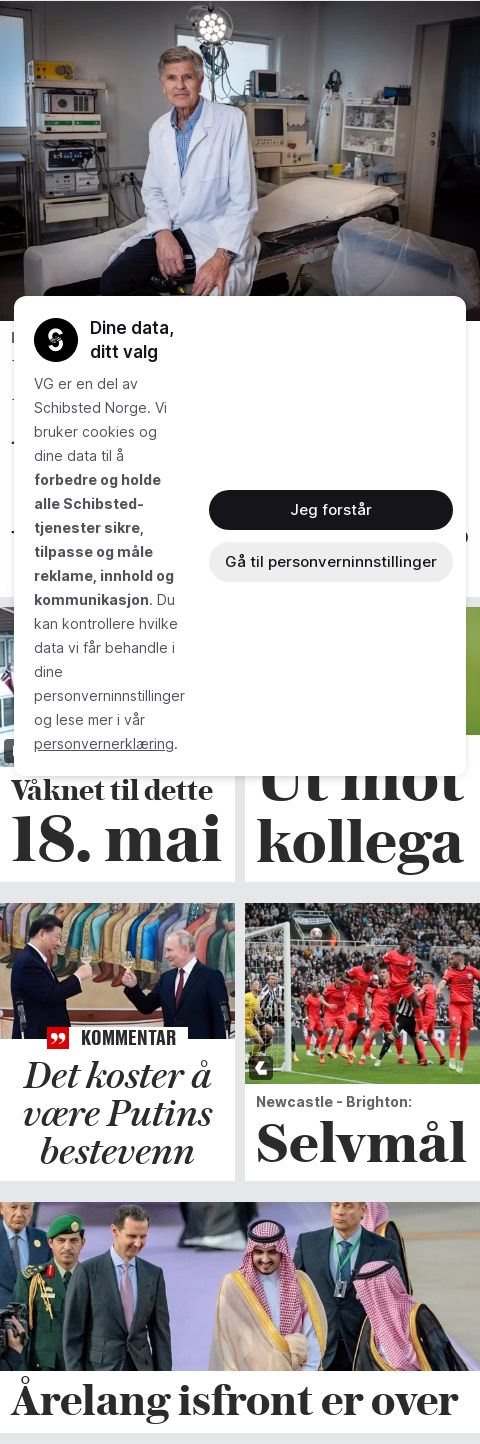 Dine data,
ditt valg
VG er en del av
Schibsted Norge. Vi
bruker cookies og
dine data til å
forbedre og holde
alle Schibsted-
tjenester sikre,
tilpasse og måle
reklame, innhold og
kommunikasjon. Du
kan kontrollere hvilke
data vi får behandle i
dine
personverninnstillinger
og lese mer i vår
personvernerklæring.
Jeg forstår
Gå til personverninnstillinger
Våknet til dette
18. mai
Ut mot
kollega
KOMMENTAR
Det koster å
være Putins
bestevenn
Newcastle - Brighton:
Selvmål
Årelang isfront er over